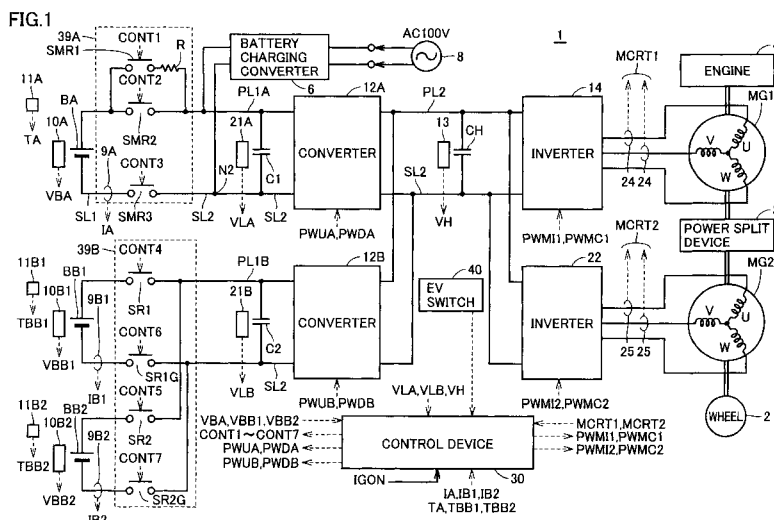 FIG.1
39A
CONT1
SMR1
R
CONT2
BATTERY
CHARGING
CONVERTER
6
AC100V
8
1
MCRT1
ENGINE
MG1
11A
TA
10A
VBA
BA
9A
SMR2
CONT3
SL1
IA
SMR3
PL1A
21A
N2
C1
SL2
VLA
SL2
12A
CONVERTER
PWUA,PWDA
PL2
13
CH
SL2
VH
14
INVERTER
PWMI1,PWMC1
24
24
V
U
W
MCRT2
POWER SPLIT
DEVICE
39B
CONT4
11B1
TBB1
10B1
VBB1
BB1
9B1
SR1
CONT6
IB1
SR1G
PL1B
21B
C2
SL2
VLB
12B
CONVERTER
PWUB,PWDB
40
EV
SWITCH
22
INVERTER
PWMI2,PWMC2
25
25
MG2
V
U
W
11B2
TBB2
10B2
VBB2
BB2
9B2
CONT5
SR2
CONT7
IB2
SR2G
VLA,VLB,VH
VBA,VBB1,VBB2
CONT1～CONT7
PWUA,PWDA
PWUB,PWDB
CONTROL DEVICE
30
MCRT1,MCRT2
PWMI1,PWMC1
PWMI2,PWMC2
IGON
IA,IB1,IB2
TA,TBB1,TBB2
WHEEL
2